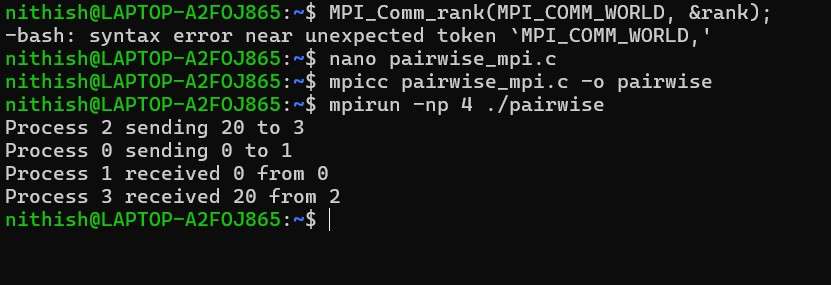 nithish@LAPTOP-A2FOJ865:~$ MPI_Comm_rank(MPI_COMM_WORLD, &rank);
-bash: syntax error near unexpected token `MPI_COMM_WORLD,'
nithish@LAPTOP-A2FOJ865:~$ nano pairwise_mpi.c
nithish@LAPTOP-A2FOJ865:~$ mpicc pairwise_mpi.c -o pairwise
nithish@LAPTOP-A2FOJ865:~$ mpirun -np 4 ./pairwise
Process 2 sending 20 to 3
Process 0 sending 0 to 1
Process 1 received 0 from 0
Process 3 received 20 from 2
nithish@LAPTOP-A2FOJ865:~$